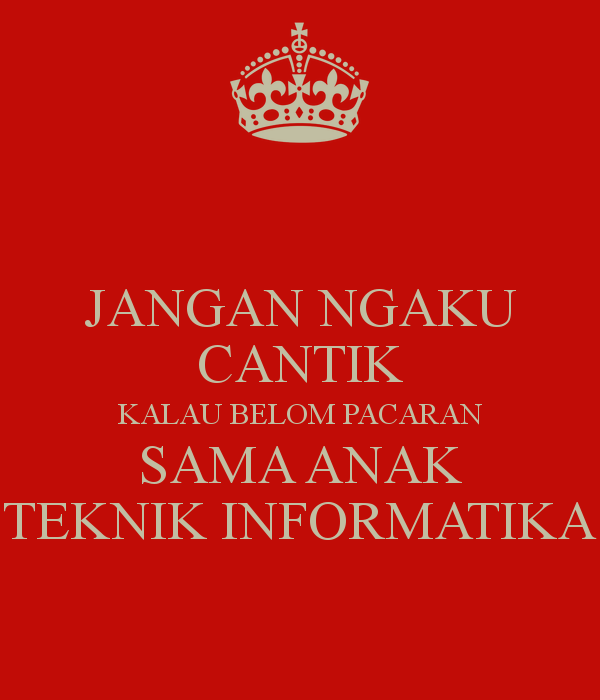 JANGAN NGAKU
CANTIK
KALAU BELOM PACARAN
SAMA ANAK
TEKNIK INFORMATIKA